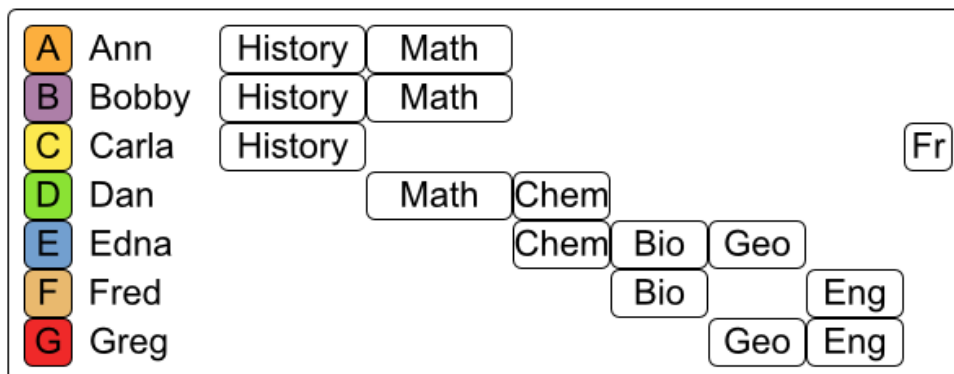 A Ann History Math
B Bobby History Math
C Carla History Fr
D Dan Math Chem
E Edna Chem Bio Geo
F Fred Bio Eng
G Greg Geo Eng